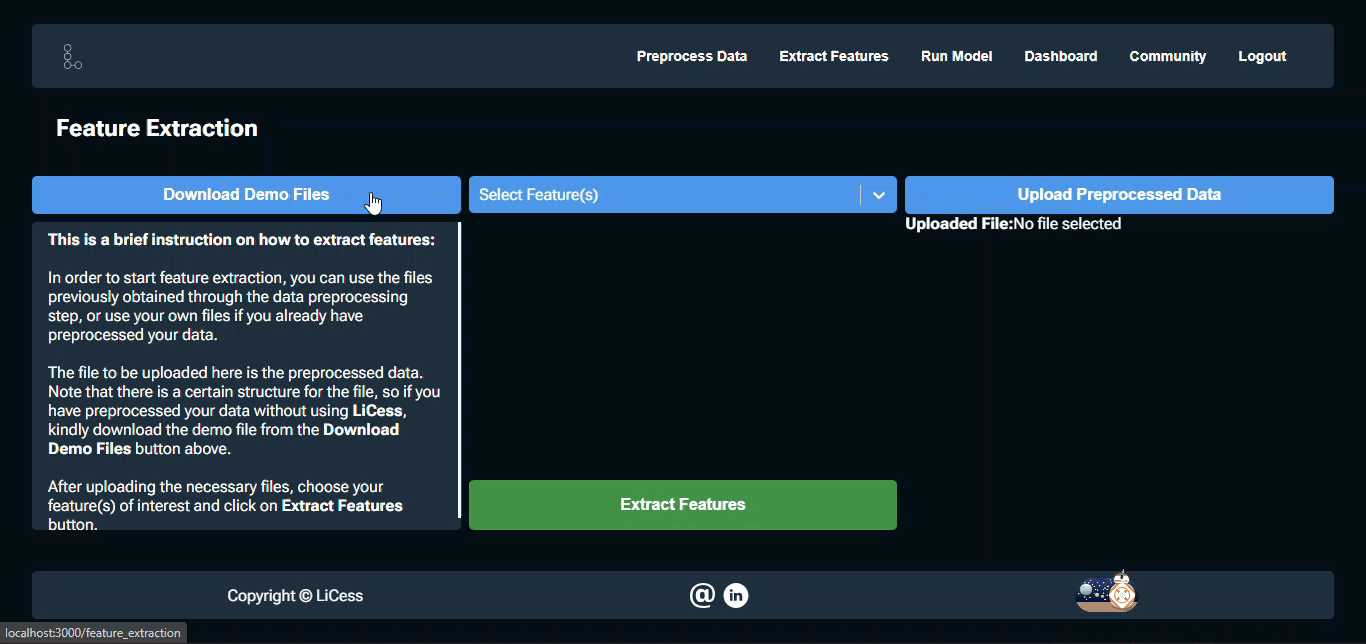 Preprocess Data Extract Features Run Model Dashboard Community Logout
Feature Extraction
Download Demo Files
Select Feature(s)
Upload Preprocessed Data
Uploaded File:No file selected
This is a brief instruction on how to extract features:
In order to start feature extraction, you can use the files
previously obtained through the data preprocessing
step, or use your own files if you already have
preprocessed your data.
The file to be uploaded here is the preprocessed data.
Note that there is a certain structure for the file, so if you
have preprocessed your data without using LiCess,
kindly download the demo file from the Download
Demo Files button above.
After uploading the necessary files, choose your
feature(s) of interest and click on Extract Features
button.
Extract Features
Copyright © LiCess
@ in
localhost:3000/feature_extraction